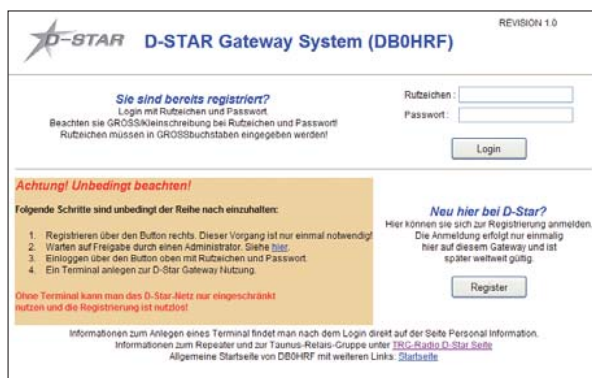 REVISION 1.0
D-STAR
D-STAR Gateway System (DB0HRF)
Sie sind bereits registriert?
Login mit Rufzeichen und Passwort.
Beachten sie GROSS/Kleinschreibung bei Rufzeichen und Passwort!
Rufzeichen müssen in GROSSbuchstaben eingegeben werden!
Rufzeichen :
Passwort :
Login
Achtung! Unbedingt beachten!
Folgende Schritte sind unbedingt der Reihe nach einzuhalten:
1. Registrieren über den Button rechts. Dieser Vorgang ist nur einmal notwendig!
2. Warten auf Freigabe durch einen Administrator. Siehe hier.
3. Einloggen über den Button oben mit Rufzeichen und Passwort.
4. Ein Terminal anlegen zur D-Star Gateway Nutzung.
Ohne Terminal kann man das D-Star-Netz nur eingeschränkt
nutzen und die Registrierung ist nutzlos!
Neu hier bei D-Star?
Hier können sie sich zur Registrierung anmelden.
Die Anmeldung erfolgt nur einmalig
hier auf diesem Gateway und ist
später weltweit gültig.
Register
Informationen zum Anlegen eines Terminal findet man nach dem Login direkt auf der Seite Personal Information.
Informationen zum Repeater und zur Taunus-Relais-Gruppe unter TRG-Radio D-Star Seite
Allgemeine Startseite von DB0HRF mit weiteren Links: Startseite